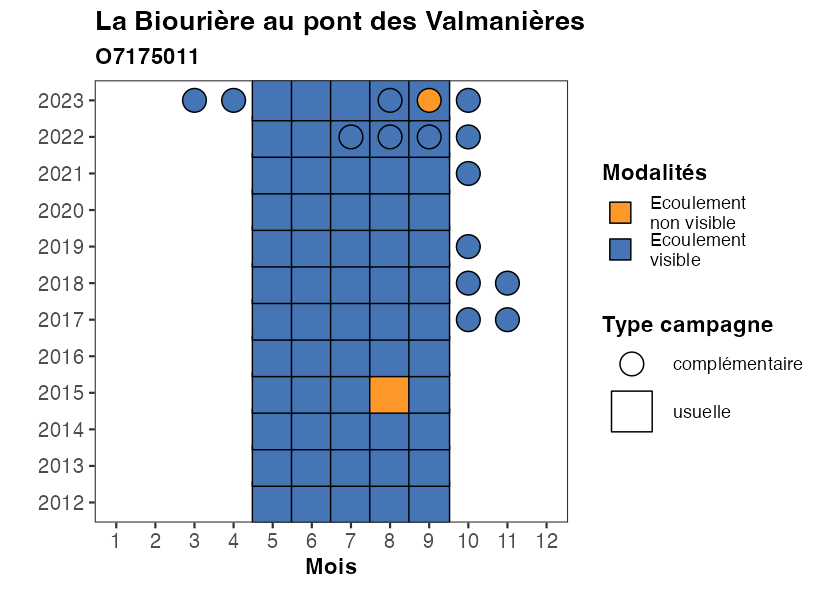 La Biourière au pont des Valmanières
O7175011
2023
2022
2021
2020
2019
2018
2017
2016
2015
2014
2013
2012
1 2 3 4 5 6 7 8 9 10 11 12
Mois
Modalités
Ecoulement
non visible
Ecoulement
visible
Type campagne
complémentaire
usuelle